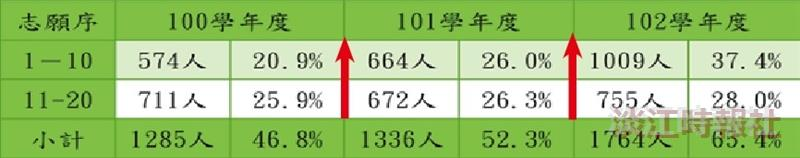 志願序 100學年度 101學年度 102學年度
1－10 574人 20.9% 664人 26.0% 1009人 37.4%
11-20 711人 25.9% 672人 26.3% 755人 28.0%
小計 1285人 46.8% 1336人 52.3% 1764人 65.4%
淡江時報社